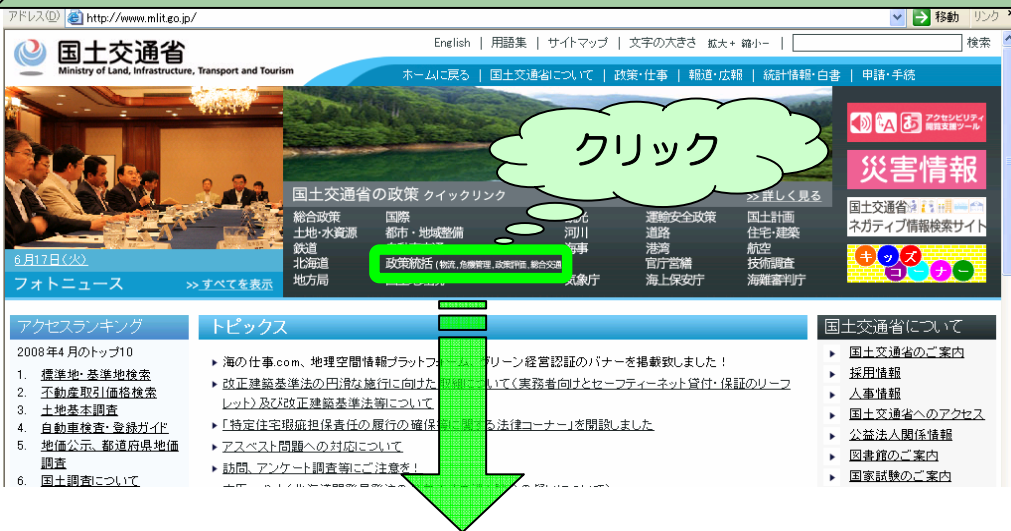 アドレス(D) http://www.mlit.go.jp/ 移動 リンク
国土交通省
Ministry of Land, Infrastructure, Transport and Tourism
English | 用語集 | サイトマップ | 文字の大きさ 拡大+ 縮小- | 検索
ホームに戻る | 国土交通省について | 政策・仕事 | 報道・広報 | 統計情報・白書 | 申請・手続
クリック
アクセシビリティ
閲覧支援ツール
災害情報
国土交通省
ネガティブ情報検索サイト
キッズ
コーナー
国土交通省の政策 クイックリンク >> 詳しく見る
総合政策 国際 運輸安全政策 国土計画
土地・水資源 都市・地域整備 河川 道路 住宅・建築
鉄道 海事 港湾 航空
北海道 政策統括(物流、危機管理、政策評価、総合交通 官庁営繕 技術調査
地方局 気象庁 海上保安庁 海難審判庁
6月17日(火)
フォトニュース >> すべてを表示
アクセスランキング
2008年4月のトップ10
1. 標準地・基準地検索
2. 不動産取引価格検索
3. 土地基本調査
4. 自動車検査・登録ガイド
5. 地価公示、都道府県地価
調査
6. 国土調査について
トピックス
海の仕事.com、地理空間情報プラットフォーム、グリーン経営認証のバナーを掲載致しました!
改正建築基準法の円滑な施行に向けた取組について(実務者向けとセーフティーネット貸付・保証のリーフ
レット)及び改正建築基準法等について
「特定住宅瑕疵担保責任の履行の確保等に関する法律コーナー」を開設しました
アスベスト問題への対応について
訪問、アンケート調査等にご注意を!
国土交通省について
国土交通省のご案内
採用情報
人事情報
国土交通省へのアクセス
公益法人関係情報
図書館のご案内
国家試験のご案内